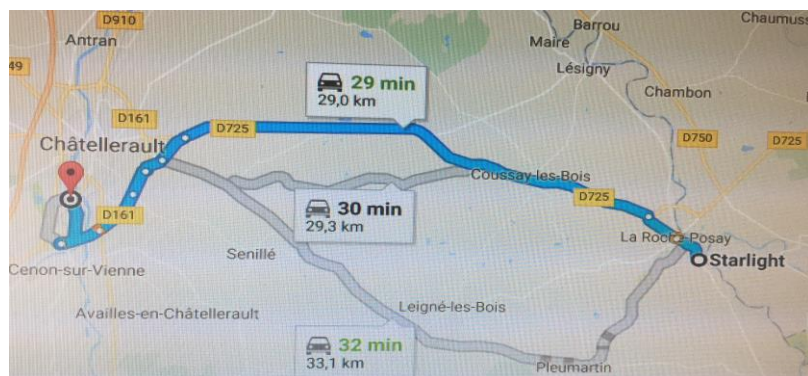 D910
Barrou
Chaumuss
Antran
Maire
Lésigny
49
29 min
29,0 km
Chambon
D161
D725
D750
D725
Châtellerault
Coussay-les-Bois
D725
30 min
29,3 km
D161
La Roche-Posay
Senillé
Starlight
Cenon-sur-Vienne
Leigné-les-Bois
Availles-en-Châtellerault
32 min
33,1 km
Pleumartin